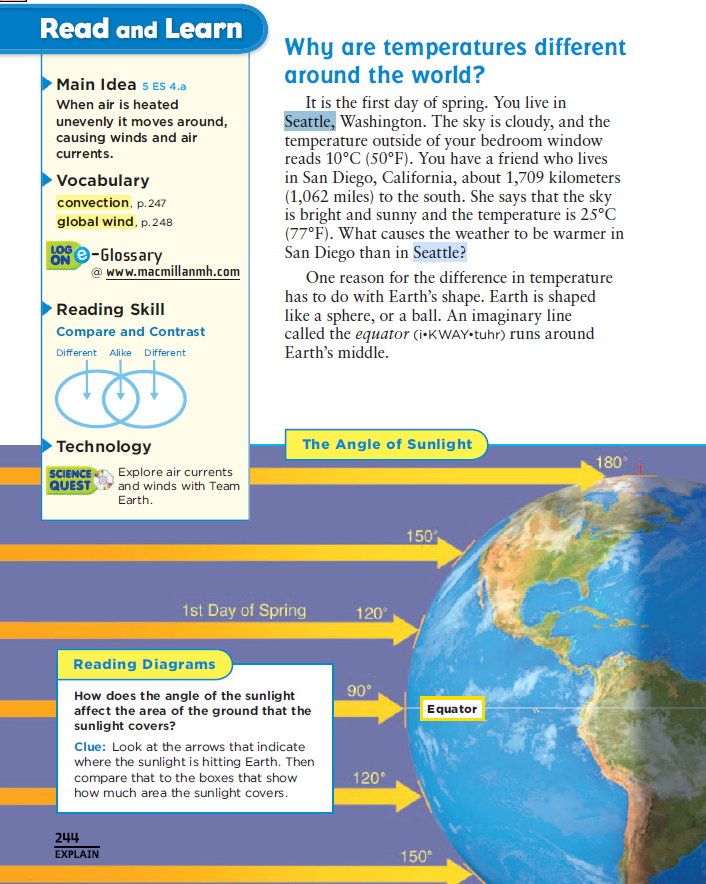 Read and Learn
Main Idea 5 ES 4.a
When air is heated
unevenly it moves around,
causing winds and air
currents.
Vocabulary
convection, p.247
global wind, p.248
LOG
ON
e-Glossary
@ www.macmillanmh.com
Reading Skill
Compare and Contrast
Different Alike Different
Technology
SCIENCE
QUEST
Explore air currents
and winds with Team
Earth.
Why are temperatures different
around the world?
It is the first day of spring. You live in
Seattle, Washington. The sky is cloudy, and the
temperature outside of your bedroom window
reads 10°C (50°F). You have a friend who lives
in San Diego, California, about 1,709 kilometers
(1,062 miles) to the south. She says that the sky
is bright and sunny and the temperature is 25°C
(77°F). What causes the weather to be warmer in
San Diego than in Seattle?
One reason for the difference in temperature
has to do with Earth's shape. Earth is shaped
like a sphere, or a ball. An imaginary line
called the equator (i•KWAY•tuhr) runs around
Earth's middle.
The Angle of Sunlight
180°
150°
1st Day of Spring 120°
90°
Equator
120°
150°
Reading Diagrams
How does the angle of the sunlight
affect the area of the ground that the
sunlight covers?
Clue: Look at the arrows that indicate
where the sunlight is hitting Earth. Then
compare that to the boxes that show
how much area the sunlight covers.
244
EXPLAIN